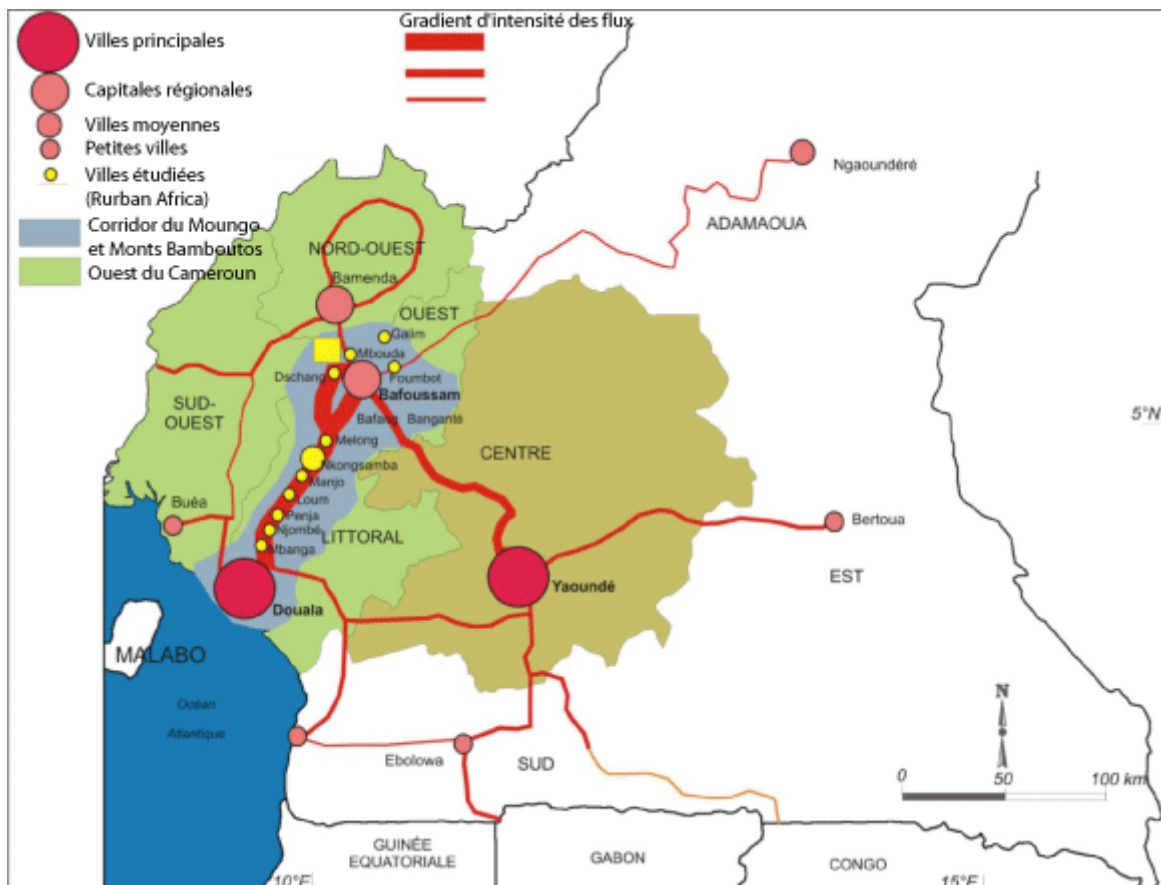 Gradient d'intensité des flux
Villes principales
Capitales régionales
Villes moyennes
Petites villes
Villes étudiées
(Rurban Africa)
Corridor du Moungo
et Monts Bamboutos
Ouest du Cameroun
Ngaoundéré
ADAMAOUA
NORD-OUEST
Bamenda
OUEST
Galim
Mbouda
Dschang
Foumbot
Bafoussam
SUD-
OUEST
Bafang
Bangante
5°N
Melong
CENTRE
Nkongsamba
Manjo
Loum
Buéa
Penja
Njombé
LITTORAL
Mbanga
Bertoua
EST
Yaoundé
Douala
MALABO
Océan
Atlantique
N
Ebolowa
SUD
0
50
100 km
GUINÉE
EQUATORIALE
GABON
CONGO
10°E
15°E